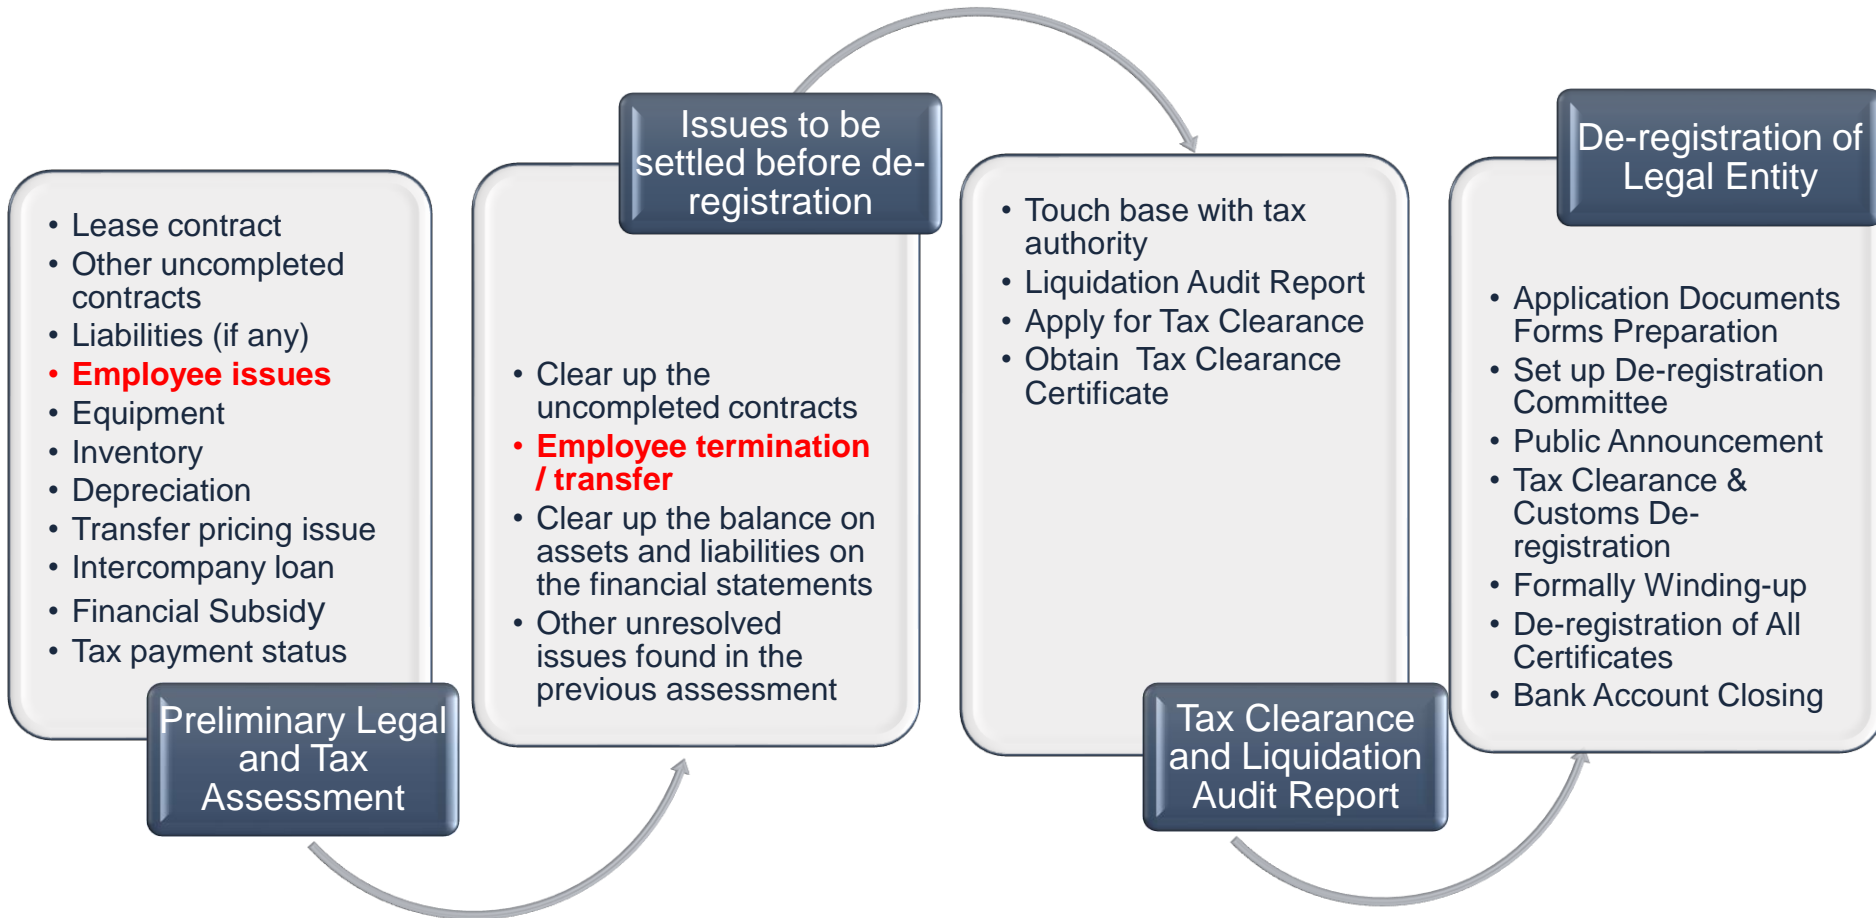 • Lease contract
• Other uncompleted
contracts
• Liabilities (if any)
• Employee issues
• Equipment
• Inventory
• Depreciation
• Transfer pricing issue
• Intercompany loan
• Financial Subsidy
• Tax payment status
Preliminary Legal
and Tax
Assessment
Issues to be
settled before de-
registration
• Clear up the
uncompleted contracts
• Employee termination
/ transfer
• Clear up the balance on
assets and liabilities on
the financial statements
• Other unresolved
issues found in the
previous assessment
• Touch base with tax
authority
• Liquidation Audit Report
• Apply for Tax Clearance
• Obtain  Tax Clearance
Certificate
Tax Clearance
and Liquidation
Audit Report
De-registration of
Legal Entity
• Application Documents
Forms Preparation
• Set up De-registration
Committee
• Public Announcement
• Tax Clearance &
Customs De-
registration
• Formally Winding-up
• De-registration of All
Certificates
• Bank Account Closing